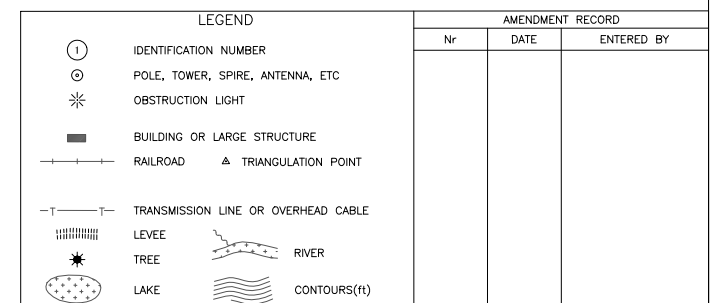 LEGEND
1 IDENTIFICATION NUMBER
POLE, TOWER, SPIRE, ANTENNA, ETC
OBSTRUCTION LIGHT
BUILDING OR LARGE STRUCTURE
RAILROAD TRIANGULATION POINT
T T TRANSMISSION LINE OR OVERHEAD CABLE
LEVEE
RIVER
TREE
LAKE CONTOURS(ft)
AMENDMENT RECORD
Nr DATE ENTERED BY